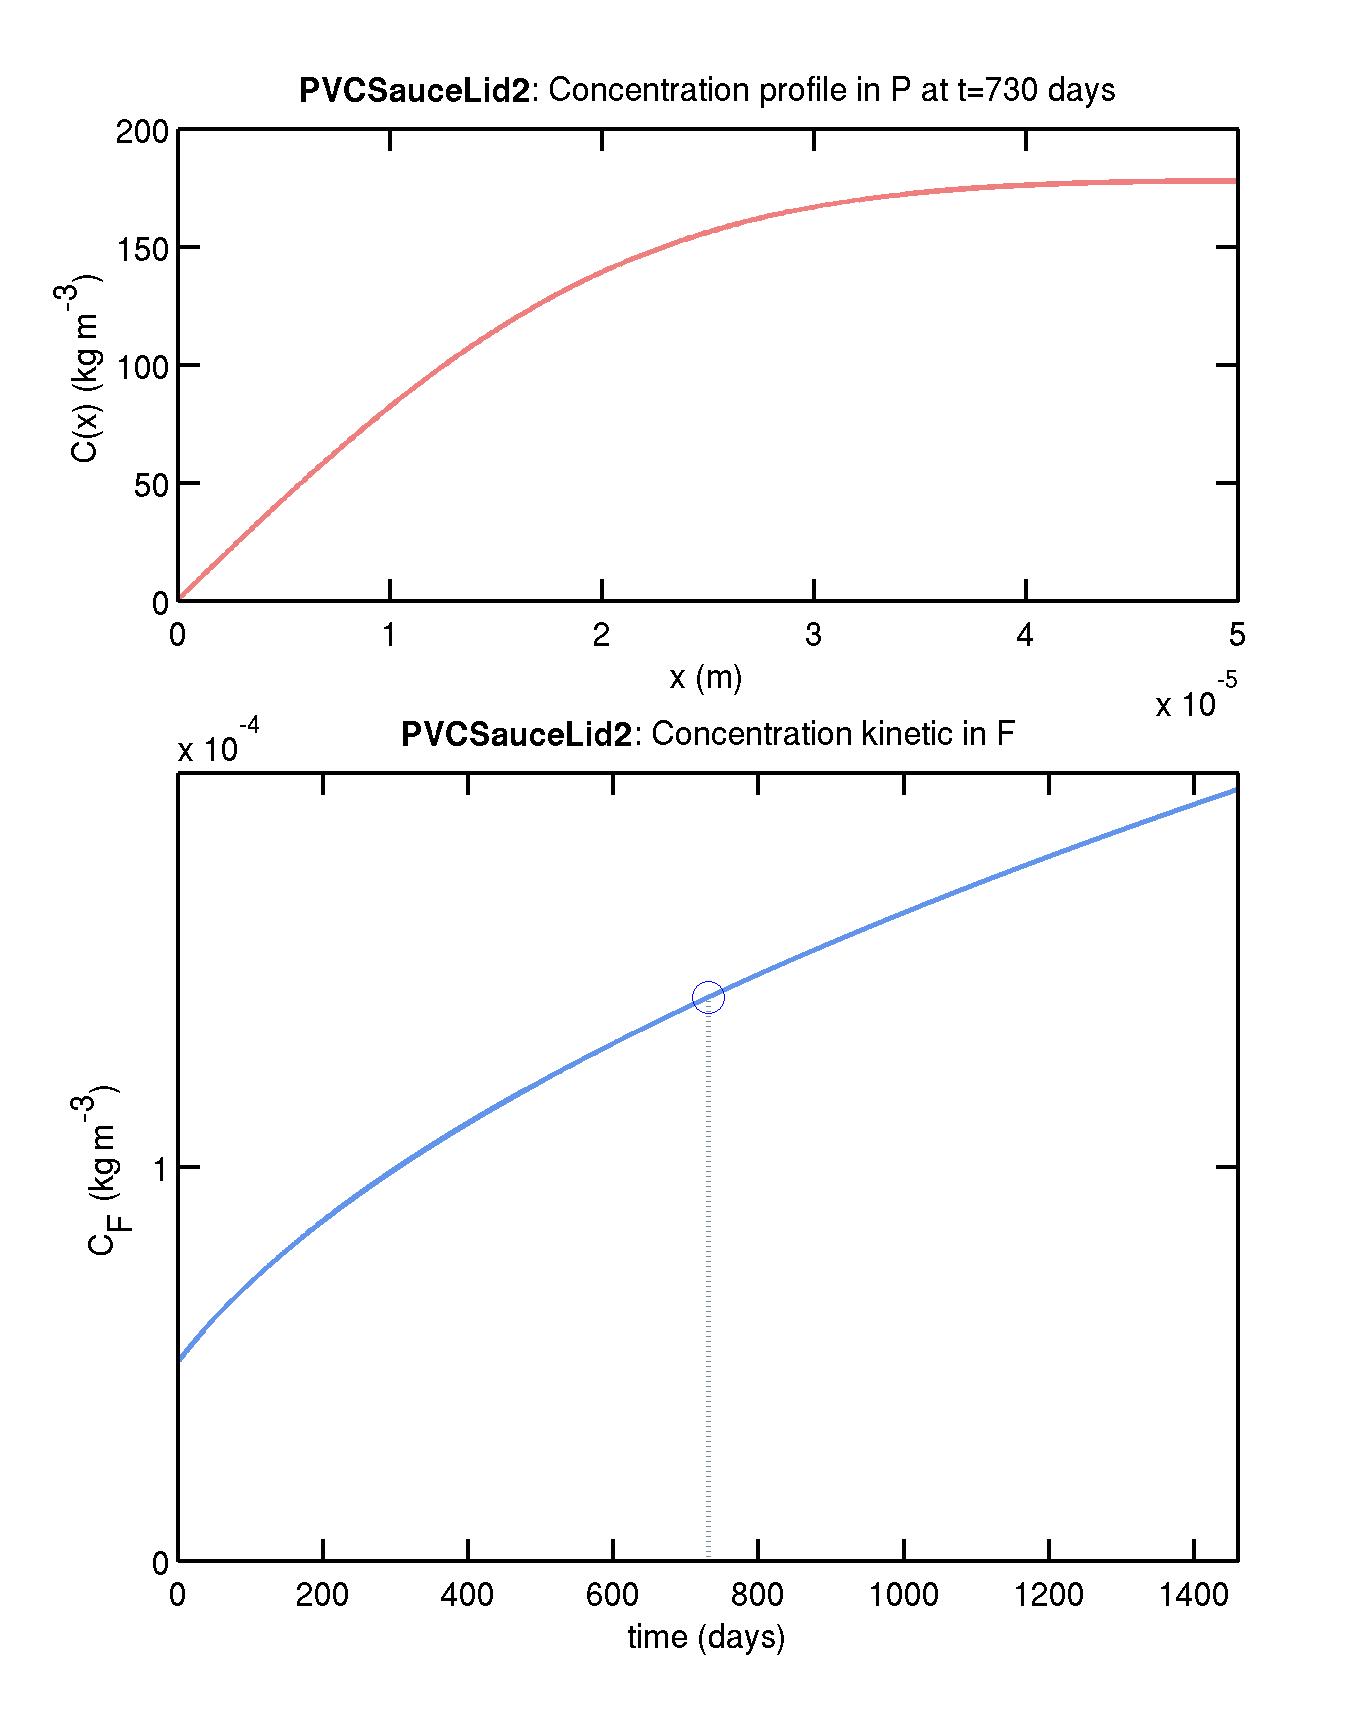 PVCSauceLid2: Concentration profile in P at t=730 days
200
150
100
50
0
C(x) (kg m-3)
0 1 2 3 4 5
x (m)
x 10-5
PVCSauceLid2: Concentration kinetic in F
x 10-4
1
0
CF (kg m-3)
0 200 400 600 800 1000 1200 1400
time (days)